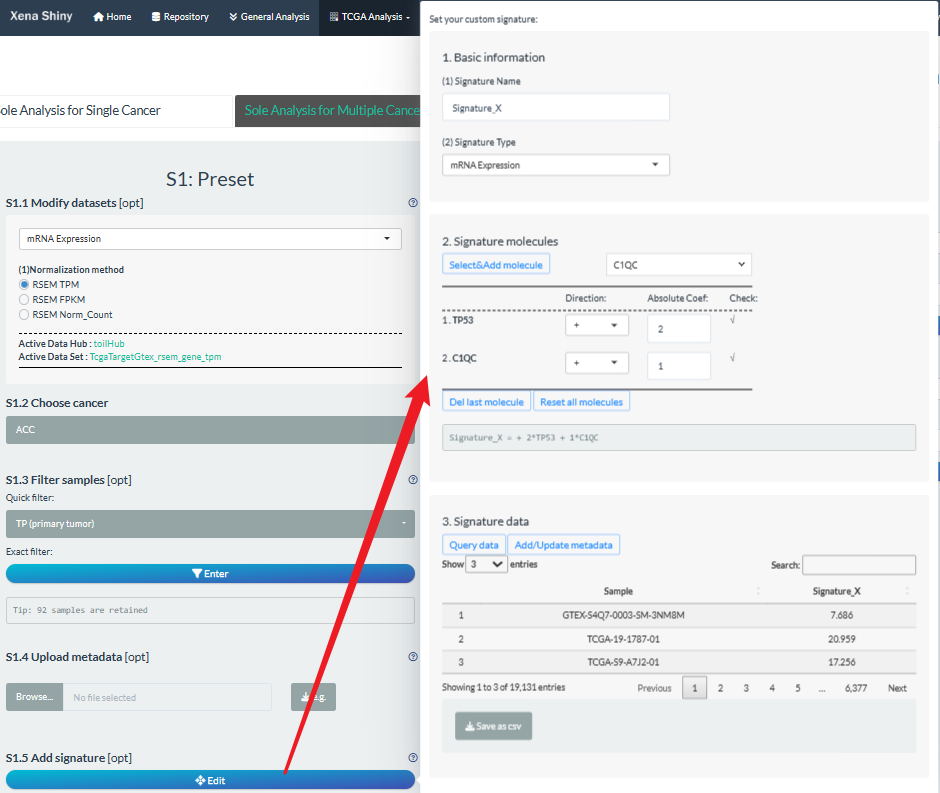 Xena Shiny Home Repository General Analysis TCGA Analysis
ole Analysis for Single Cancer Sole Analysis for Multiple Cance
S1: Preset
S1.1 Modify datasets [opt]
mRNA Expression
(1)Normalization method
RSEM TPM
RSEM FPKM
RSEM Norm_Count
Active Data Hub : toilHub
Active Data Set : TcgaTargetGtex_rsem_gene_tpm
S1.2 Choose cancer
ACC
S1.3 Filter samples [opt]
Quick filter:
TP (primary tumor)
Exact filter:
Enter
Tip: 92 samples are retained
S1.4 Upload metadata [opt]
Browse... No file selected e.g.
S1.5 Add signature [opt]
Edit
Set your custom signature:
1. Basic information
(1) Signature Name
Signature_X
(2) Signature Type
mRNA Expression
2. Signature molecules
Select&Add molecule C1QC
Direction: Absolute Coef: Check:
1. TP53 + 2 √
2. C1QC + 1 √
Del last molecule Reset all molecules
Signature_X = + 2*TP53 + 1*C1QC
3. Signature data
Query data Add/Update metadata
Show 3 entries Search:
Sample Signature_X
1 GTEX-S4Q7-0003-SM-3NM8M 7.686
2 TCGA-19-1787-01 20.959
3 TCGA-S9-A7J2-01 17.256
Showing 1 to 3 of 19,131 entries Previous 1 2 3 4 5 ... 6,377 Next
Save as csv